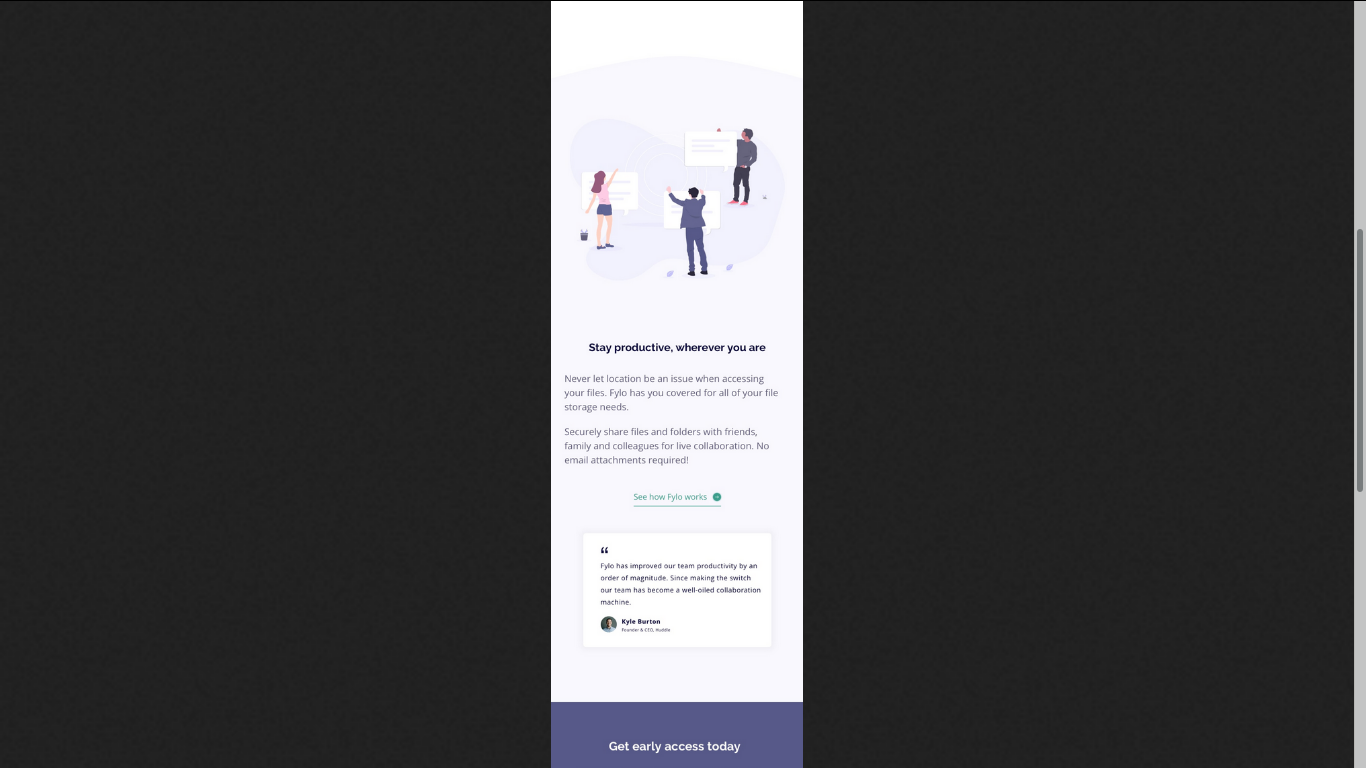 Stay productive, wherever you are
Never let location be an issue when accessing
your files. Fylo has you covered for all of your file
storage needs.
Securely share files and folders with friends,
family and colleagues for live collaboration. No
email attachments required!
See how Fylo works
“
Fylo has improved our team productivity by an
order of magnitude. Since making the switch
our team has become a well-oiled collaboration
machine.
Kyle Burton
Founder & CEO, Huddle
Get early access today